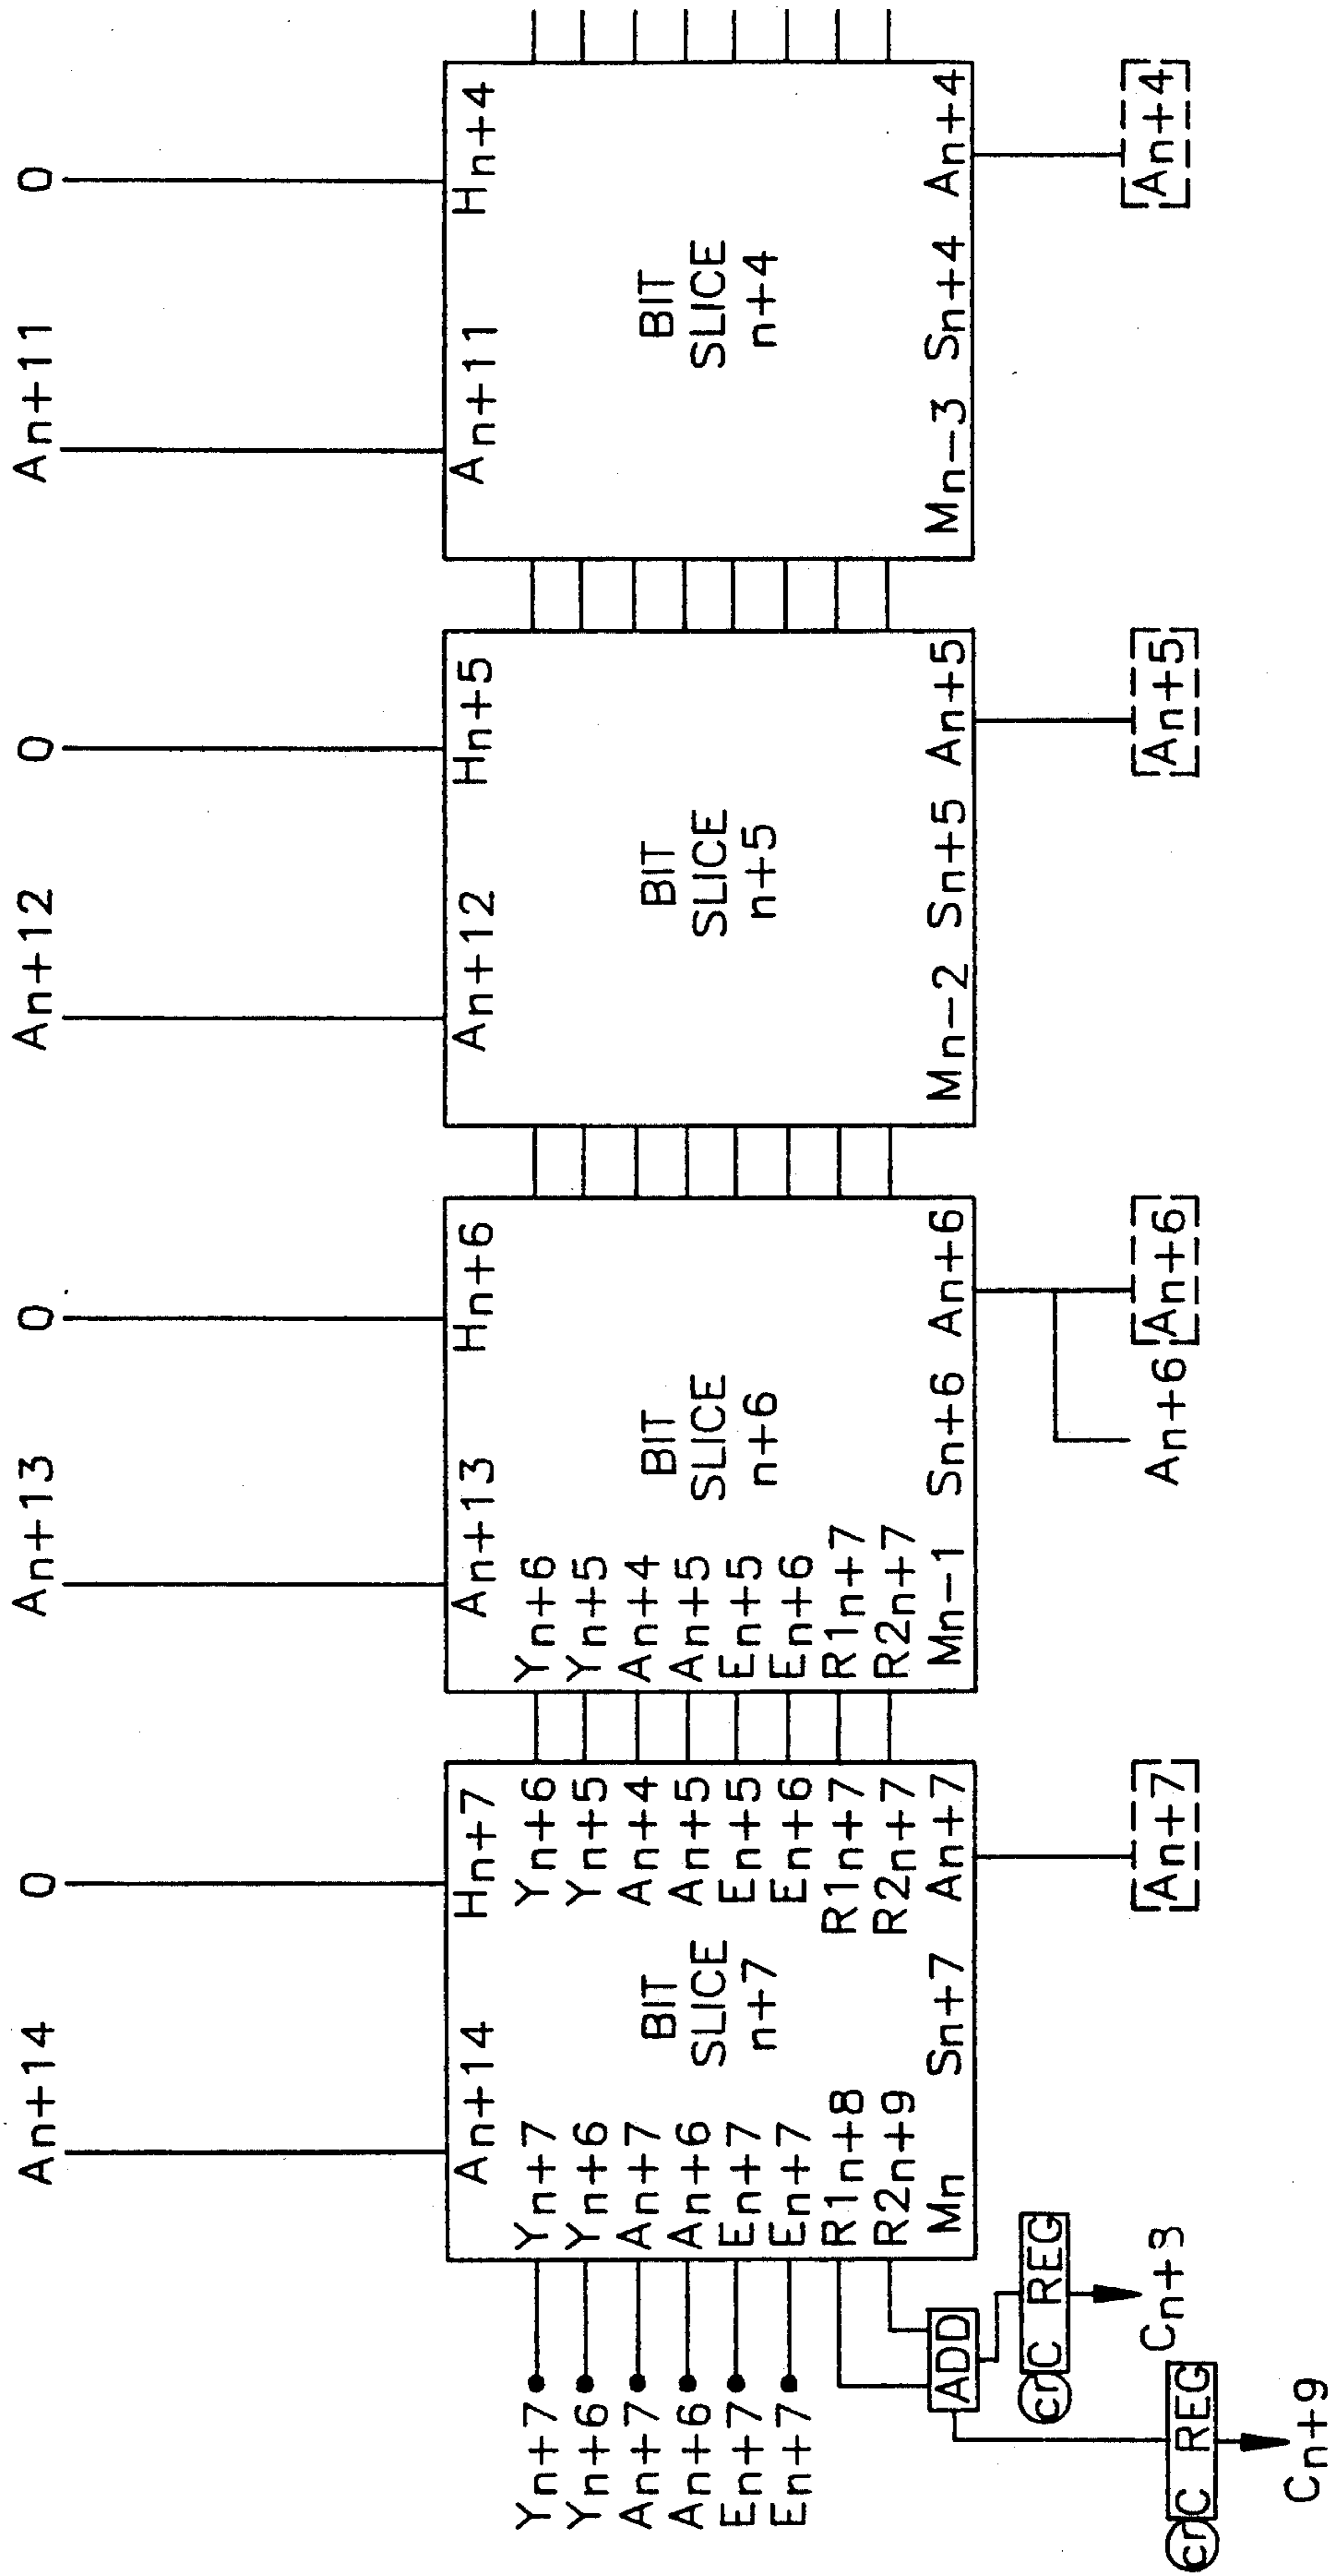 An+14 0 An+13 0 An+12 0 An+11 0
An+14 Hn+7 An+13 Hn+6 An+12 Hn+5 An+11 Hn+4
Yn+7 Yn+7 Yn+6 Yn+6
Yn+6 Yn+6 Yn+5 Yn+5
An+7 An+7 An+4 An+4
An+6 An+6 An+5 An+5
En+7 En+7 En+5 En+5
En+7 En+7 En+6 En+6
R1n+8 R1n+7 R1n+7
R2n+9 R2n+7 R2n+7
BIT
SLICE
n+7
BIT
SLICE
n+6
BIT
SLICE
n+5
BIT
SLICE
n+4
Mn Sn+7 An+7 Mn-1 Sn+6 An+6 Mn-2 Sn+5 An+5 Mn-3 Sn+4 An+4
ADD
cr C REG
Cn+8
cr C REG
Cn+9
An+7 An+6 An+6 An+5 An+4